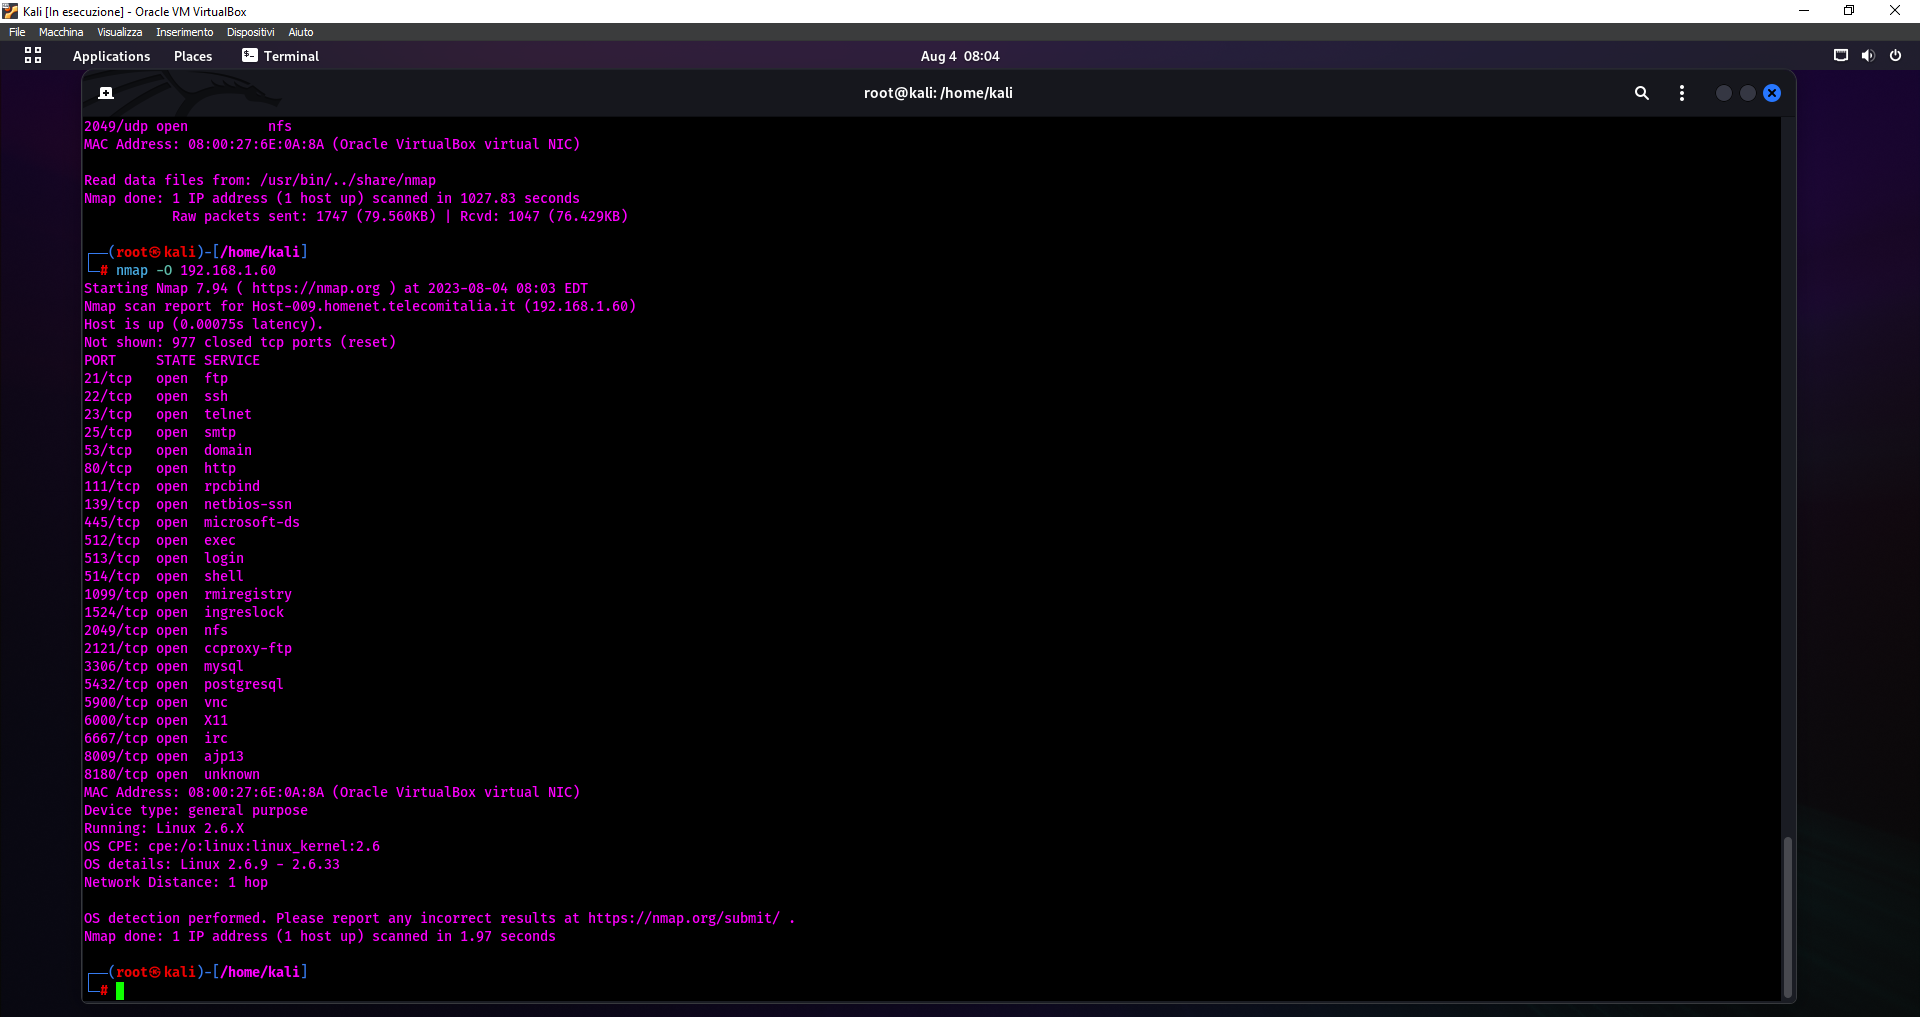 Kali [In esecuzione] - Oracle VM VirtualBox
File Macchina Visualizza Inserimento Dispositivi Aiuto
Applications Places Terminal Aug 4 08:04
root@kali: /home/kali
2049/udp open nfs
MAC Address: 08:00:27:6E:0A:8A (Oracle VirtualBox virtual NIC)
Read data files from: /usr/bin/../share/nmap
Nmap done: 1 IP address (1 host up) scanned in 1027.83 seconds
Raw packets sent: 1747 (79.560KB) | Rcvd: 1047 (76.429KB)
┌──(root㉿kali)-[/home/kali]
└─# nmap -O 192.168.1.60
Starting Nmap 7.94 ( https://nmap.org ) at 2023-08-04 08:03 EDT
Nmap scan report for Host-009.homenet.telecomitalia.it (192.168.1.60)
Host is up (0.00075s latency).
Not shown: 977 closed tcp ports (reset)
PORT STATE SERVICE
21/tcp open ftp
22/tcp open ssh
23/tcp open telnet
25/tcp open smtp
53/tcp open domain
80/tcp open http
111/tcp open rpcbind
139/tcp open netbios-ssn
445/tcp open microsoft-ds
512/tcp open exec
513/tcp open login
514/tcp open shell
1099/tcp open rmiregistry
1524/tcp open ingreslock
2049/tcp open nfs
2121/tcp open ccproxy-ftp
3306/tcp open mysql
5432/tcp open postgresql
5900/tcp open vnc
6000/tcp open X11
6667/tcp open irc
8009/tcp open ajp13
8180/tcp open unknown
MAC Address: 08:00:27:6E:0A:8A (Oracle VirtualBox virtual NIC)
Device type: general purpose
Running: Linux 2.6.X
OS CPE: cpe:/o:linux:linux_kernel:2.6
OS details: Linux 2.6.9 - 2.6.33
Network Distance: 1 hop
OS detection performed. Please report any incorrect results at https://nmap.org/submit/ .
Nmap done: 1 IP address (1 host up) scanned in 1.97 seconds
┌──(root㉿kali)-[/home/kali]
└─#